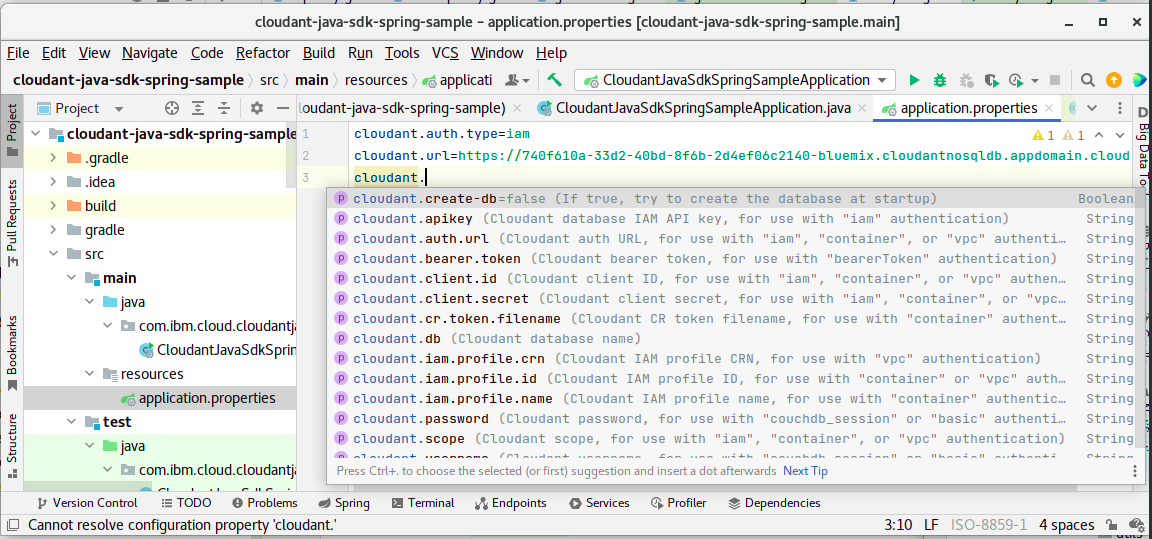 cloudant-java-sdk-spring-sample – application.properties [cloudant-java-sdk-spring-sample.main]
File Edit View Navigate Code Refactor Build Run Tools VCS Window Help
cloudant-java-sdk-spring-sample src main resources applicati CloudantJavaSdkSpringSampleApplication
Project loudant-java-sdk-spring-sample) CloudantJavaSdkSpringSampleApplication.java application.properties
Project
Pull Requests
Bookmarks
Structure
cloudant-java-sdk-spring-sample
.gradle
.idea
build
gradle
src
main
java
com.ibm.cloud.cloudantja
CloudantJavaSdkSprin
resources
application.properties
test
java
com.ibm.cloud.cloudantja
1 cloudant.auth.type=iam 1 1
2 cloudant.url=https://740f610a-33d2-40bd-8f6b-2d4ef06c2140-bluemix.cloudantnosqldb.appdomain.cloud
3 cloudant.
p cloudant.create-db=false (If true, try to create the database at startup) Boolean
p cloudant.apikey (Cloudant database IAM API key, for use with "iam" authentication) String
p cloudant.auth.url (Cloudant auth URL, for use with "iam", "container", or "vpc" authenti… String
p cloudant.bearer.token (Cloudant bearer token, for use with "bearerToken" authentication) String
p cloudant.client.id (Cloudant client ID, for use with "iam", "container", or "vpc" authent… String
p cloudant.client.secret (Cloudant client secret, for use with "iam", "container", or "vpc… String
p cloudant.cr.token.filename (Cloudant CR token filename, for use with "container" authent… String
p cloudant.db (Cloudant database name) String
p cloudant.iam.profile.crn (Cloudant IAM profile CRN, for use with "vpc" authentication) String
p cloudant.iam.profile.id (Cloudant IAM profile ID, for use with "container" or "vpc" auth… String
p cloudant.iam.profile.name (Cloudant IAM profile name, for use with "container" authentic… String
p cloudant.password (Cloudant password, for use with "couchdb_session" or "basic" authenti… String
p cloudant.scope (Cloudant scope, for use with "iam", "container", or "vpc" authentication) String
Press Ctrl+. to choose the selected (or first) suggestion and insert a dot afterwards Next Tip
D
Big Data To
Version Control TODO Problems Spring Terminal Endpoints Services Profiler Dependencies
Cannot resolve configuration property 'cloudant.' 3:10 LF ISO-8859-1 4 spaces